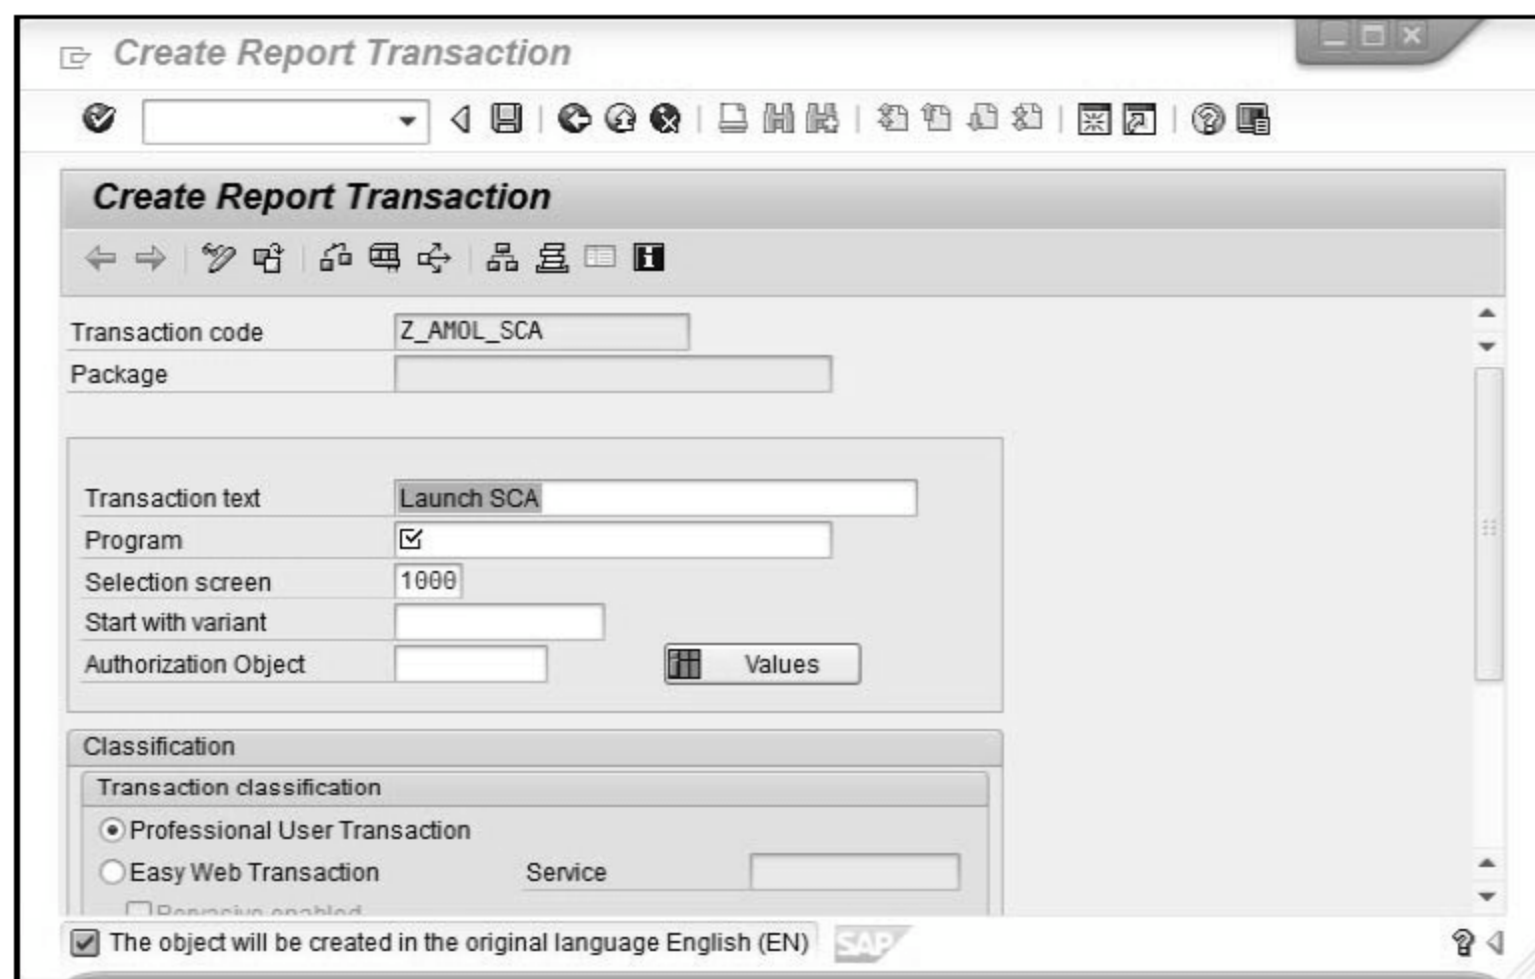 Create Report Transaction
Create Report Transaction
Transaction code Z_AMOL_SCA
Package
Transaction text Launch SCA
Program
Selection screen 1000
Start with variant
Authorization Object Values
Classification
Transaction classification
Professional User Transaction
Easy Web Transaction Service
Pervasive enabled
The object will be created in the original language English (EN) SAP